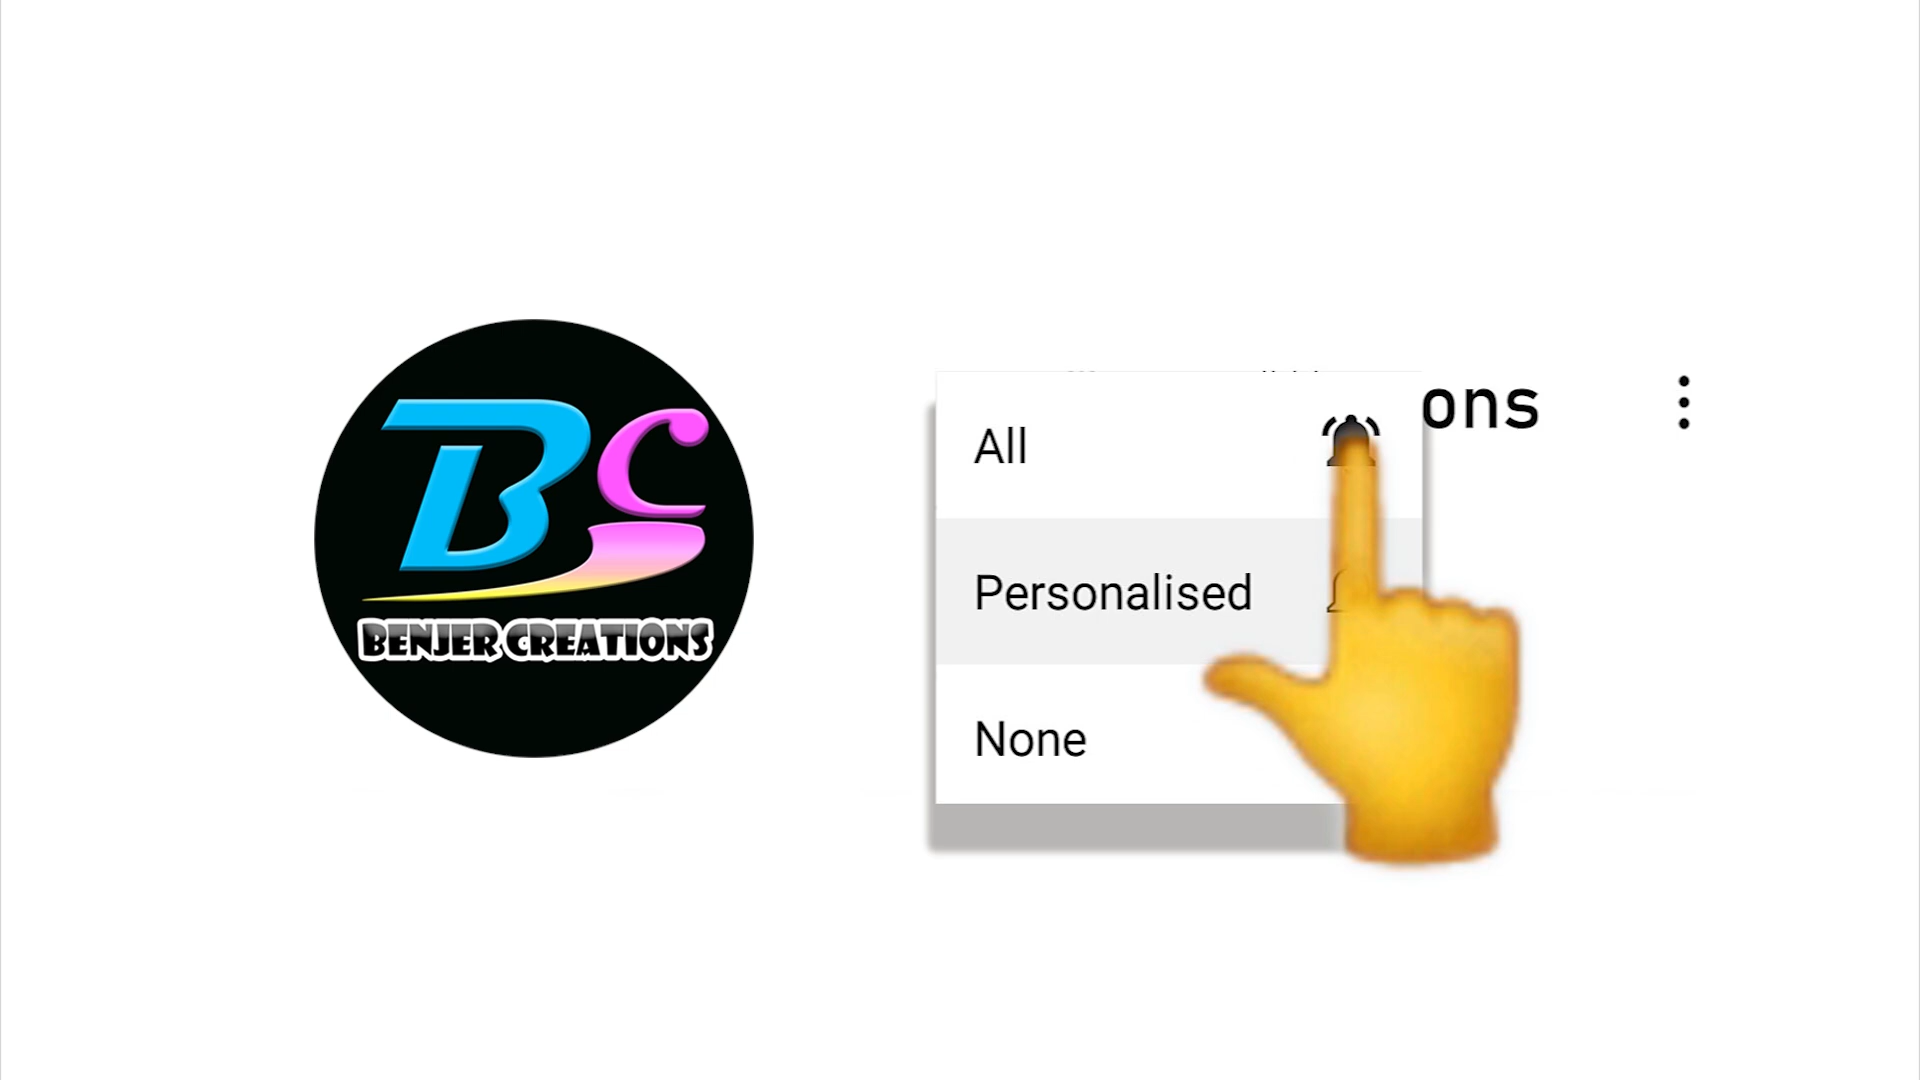 BC
BENJER CREATIONS
ons
All
Personalised
None